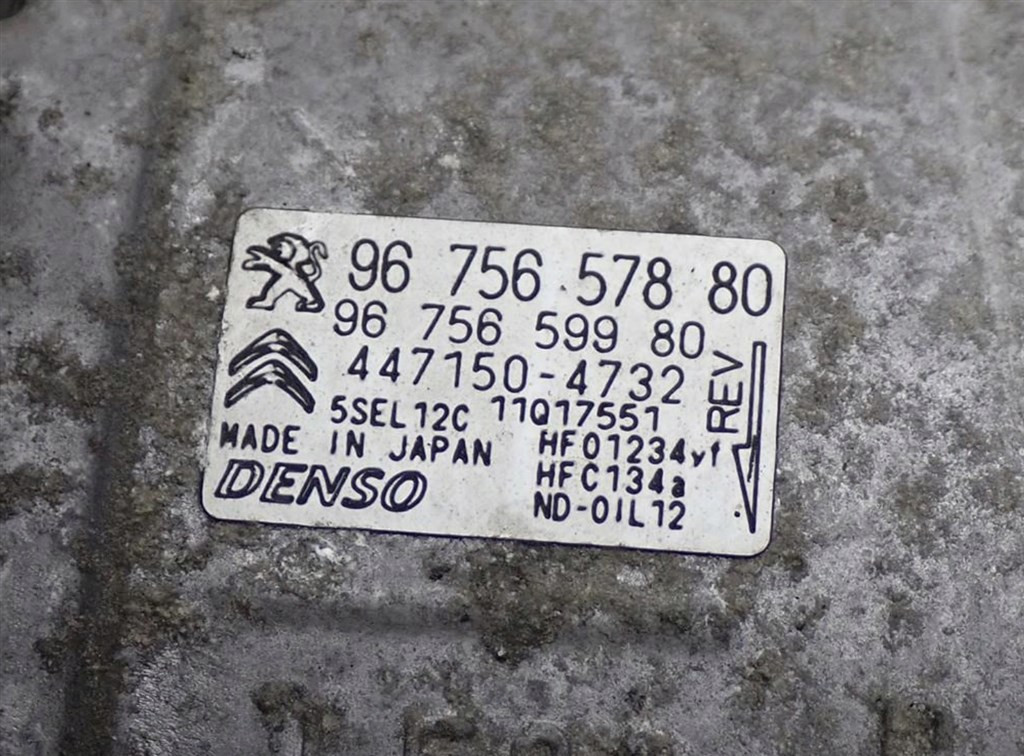 96 756 578 80
96 756 599 80
447150-4732
5SEL12C 11Q17551
MADE IN JAPAN
DENSO
HF01234yf
HFC134a
ND-OIL12
REV